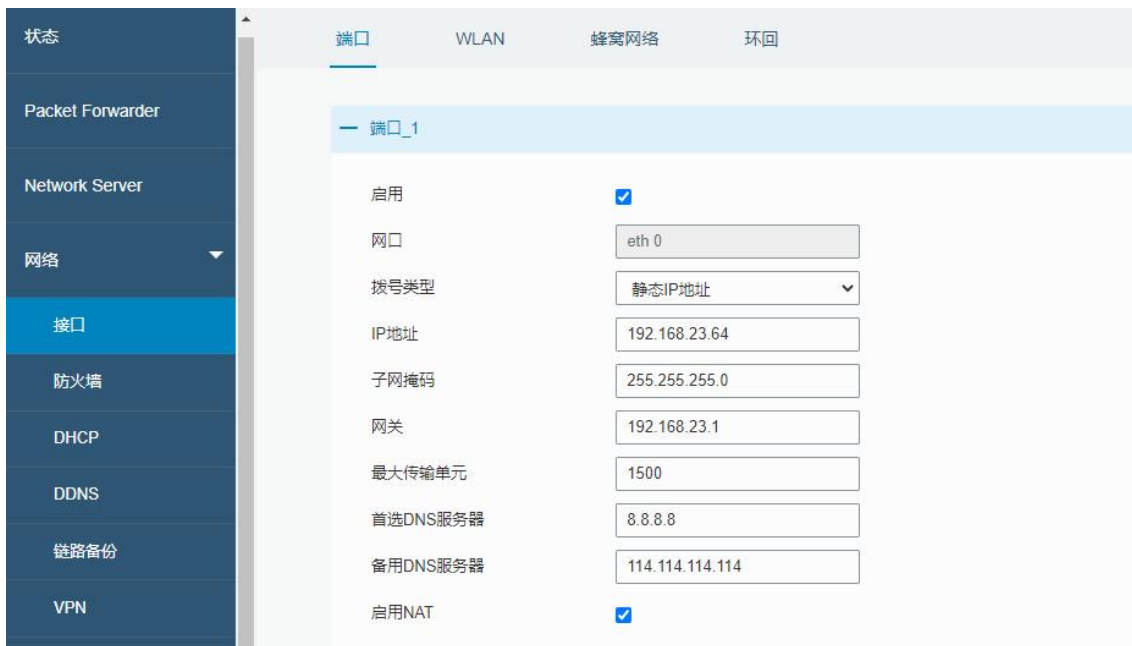 状态
Packet Forwarder
Network Server
网络
接口
防火墙
DHCP
DDNS
链路备份
VPN
端口 WLAN 蜂窝网络 环回
端口_1
启用
网口 eth 0
拨号类型 静态IP地址
IP地址 192.168.23.64
子网掩码 255.255.255.0
网关 192.168.23.1
最大传输单元 1500
首选DNS服务器 8.8.8.8
备用DNS服务器 114.114.114.114
启用NAT